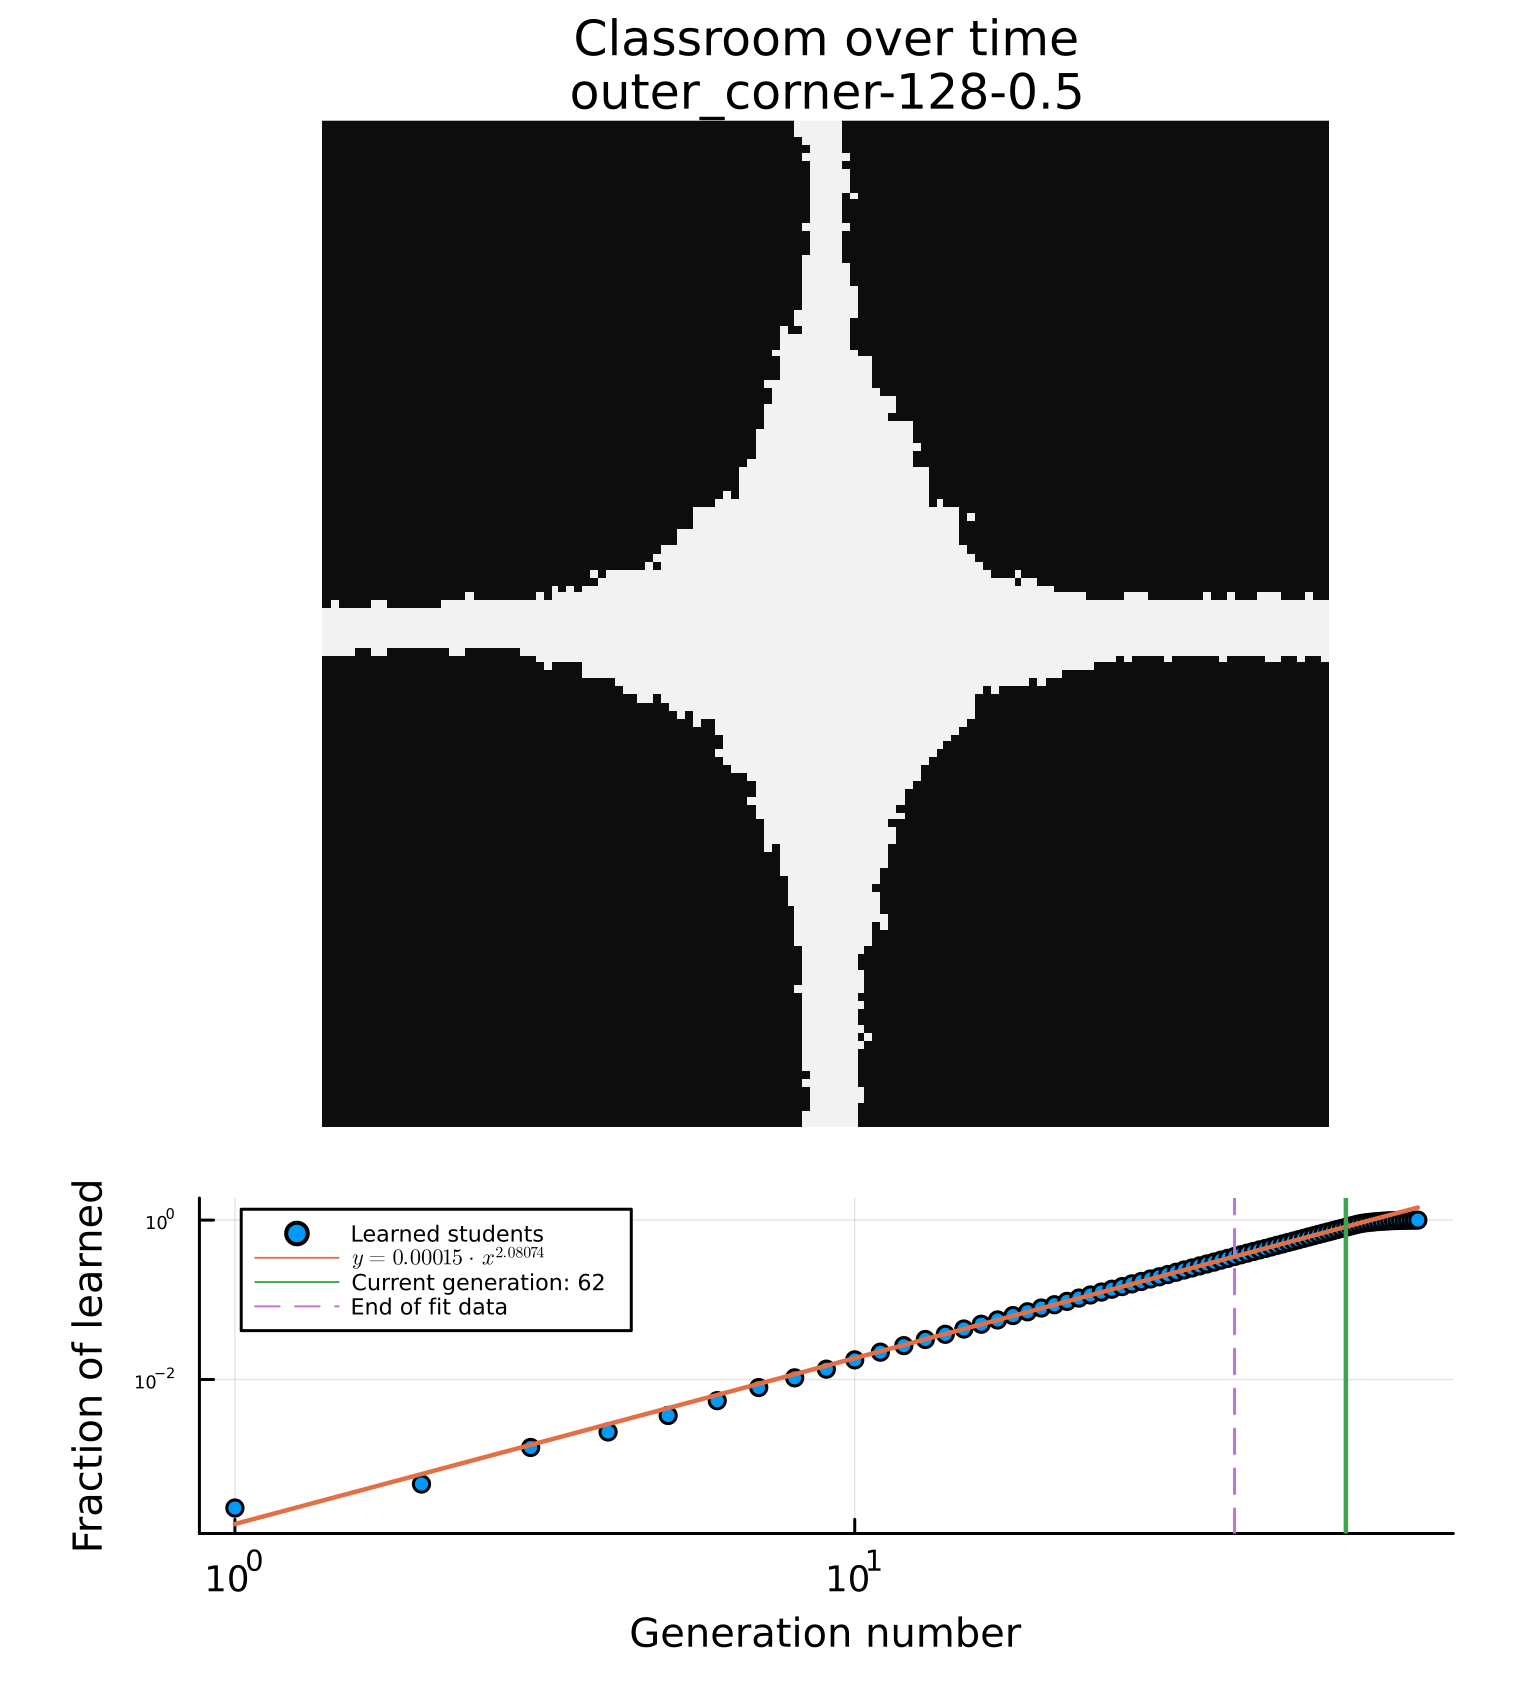 Classroom over time
outer_corner-128-0.5
Fraction of learned
10^0
10^-2
Learned students
y = 0.00015 · x^2.08074
Current generation: 62
End of fit data
10^0
10^1
Generation number